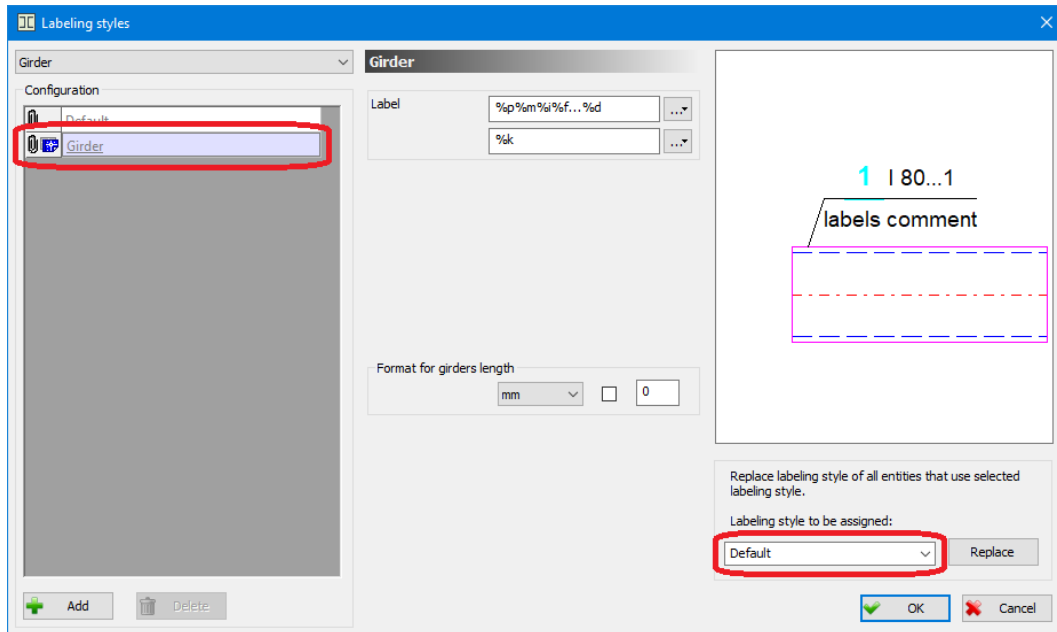 Labeling styles
Girder
Configuration
Default
Girder
Add
Delete
Girder
Label
%p%m%i%f...%d
...
%k
...
Format for girders length
mm
0
1 I 80...1
labels comment
Replace labeling style of all entities that use selected
labeling style.
Labeling style to be assigned:
Default
Replace
OK
Cancel